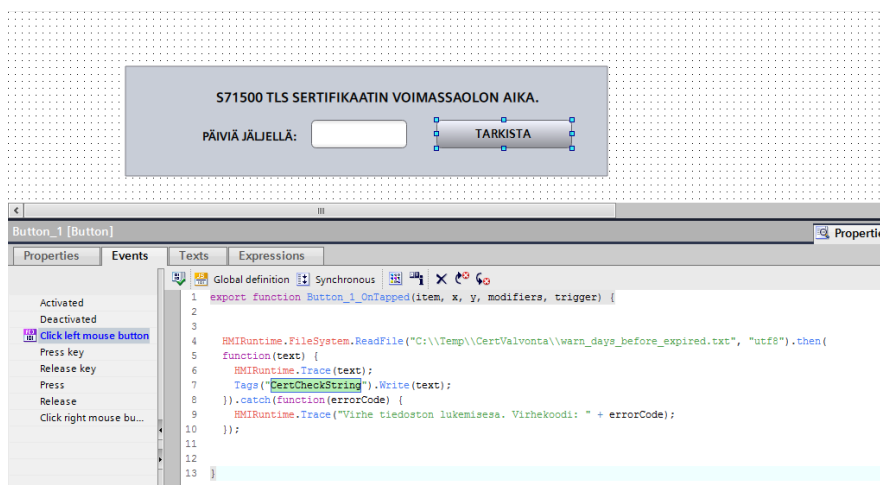 S71500 TLS SERTIFIKAATIN VOIMASSAOLON AIKA.
PÄIVIÄ JÄLJELLÄ:
TARKISTA
Button_1 [Button]
Properties
Properties
Events
Texts
Expressions
Global definition
Synchronous
Activated
Deactivated
Click left mouse button
Press key
Release key
Press
Release
Click right mouse bu...
1 export function Button_1_OnTapped(item, x, y, modifiers, trigger) {
2
3
4 HMIRuntime.FileSystem.ReadFile("C:\\Temp\\CertValvonta\\warn_days_before_expired.txt", "utf8").then(
5 function(text) {
6 HMIRuntime.Trace(text);
7 Tags("CertCheckString").Write(text);
8 }).catch(function(errorCode) {
9 HMIRuntime.Trace("Virhe tiedoston lukemisesa. Virhekoodi: " + errorCode);
10 });
11
12
13 }